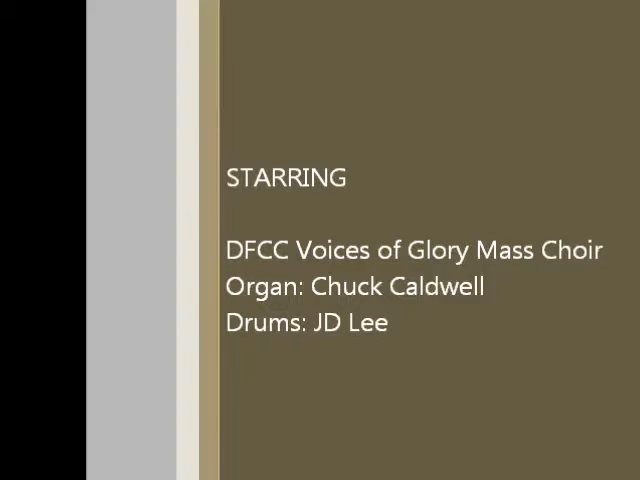 STARRING
DFCC Voices of Glory Mass Choir
Organ: Chuck Caldwell
Drums: JD Lee